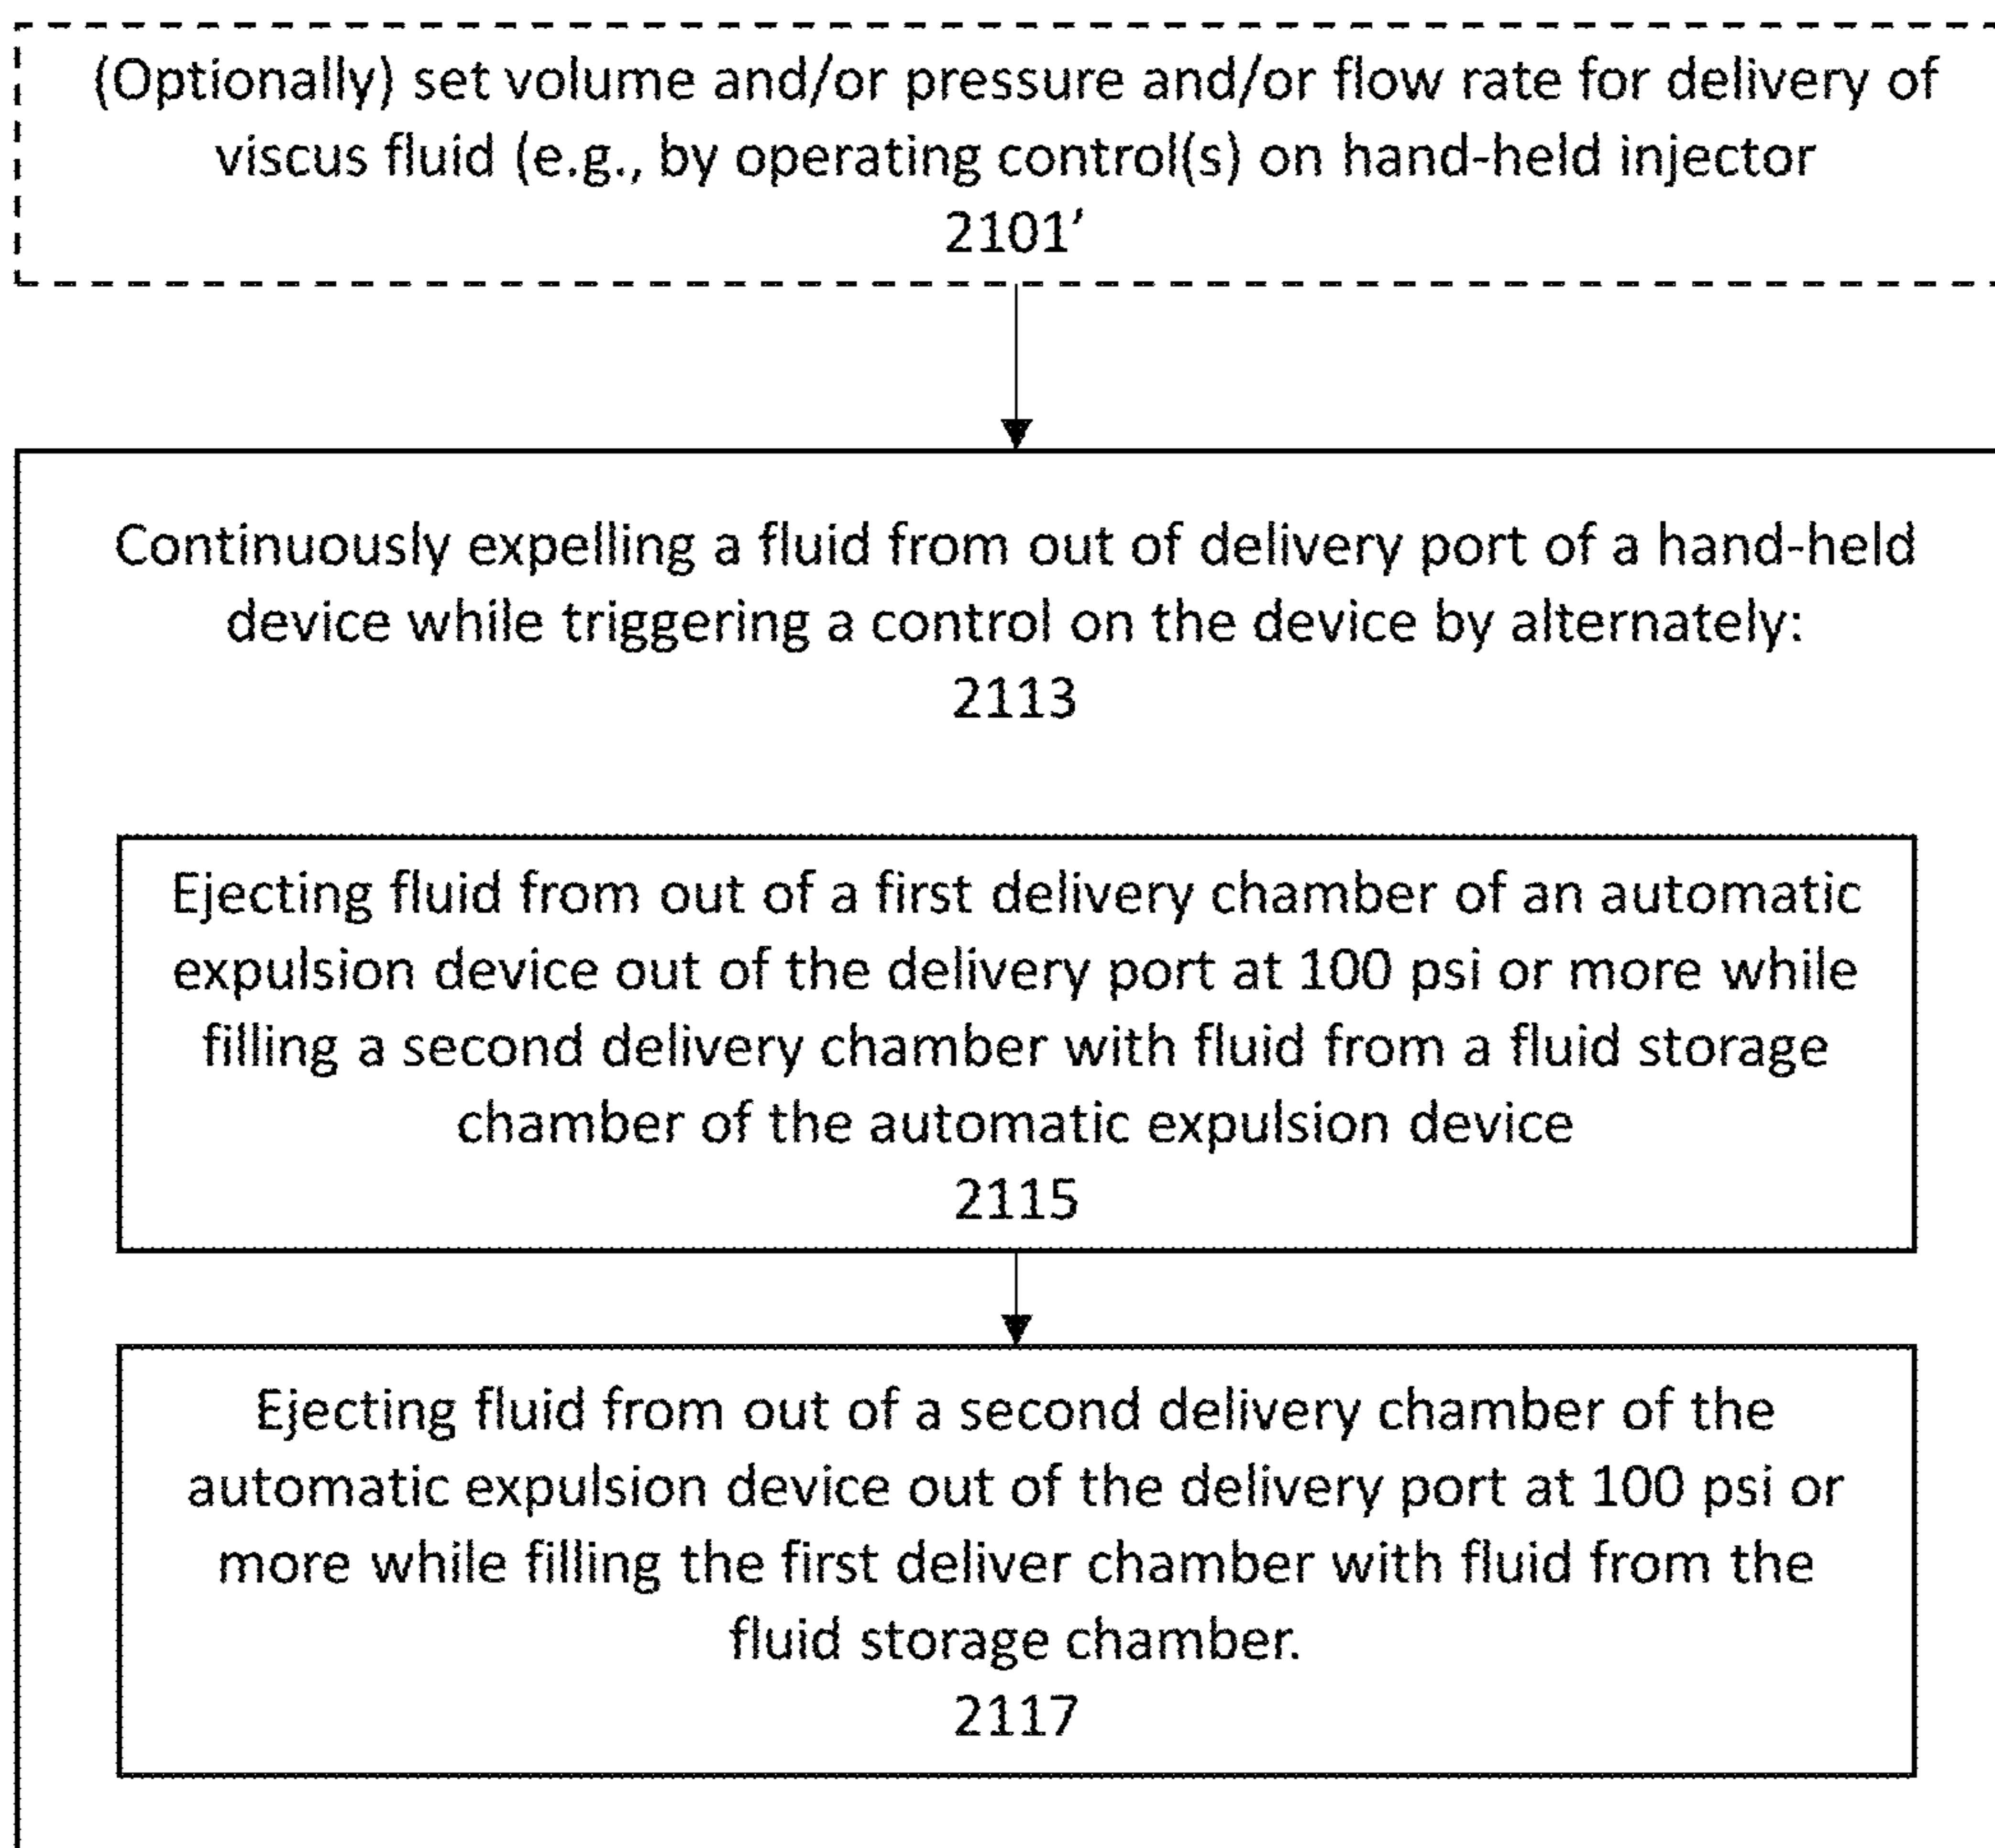 (Optionally) set volume and/or pressure and/or flow rate for delivery of
viscus fluid (e.g., by operating control(s) on hand-held injector
2101’
Continuously expelling a fluid from out of delivery port of a hand-held
device while triggering a control on the device by alternately:
2113
Ejecting fluid from out of a first delivery chamber of an automatic
expulsion device out of the delivery port at 100 psi or more while
filling a second delivery chamber with fluid from a fluid storage
chamber of the automatic expulsion device
2115
Ejecting fluid from out of a second delivery chamber of the
automatic expulsion device out of the delivery port at 100 psi or
more while filling the first deliver chamber with fluid from the
fluid storage chamber.
2117